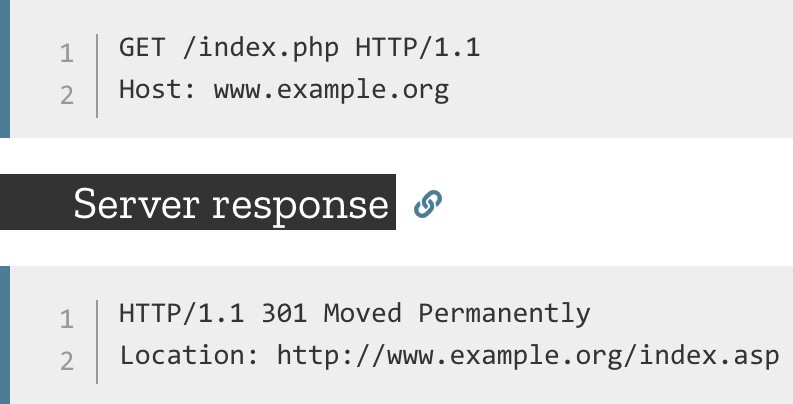 1 GET /index.php HTTP/1.1
2 Host: www.example.org
Server response
1 HTTP/1.1 301 Moved Permanently
2 Location: http://www.example.org/index.asp